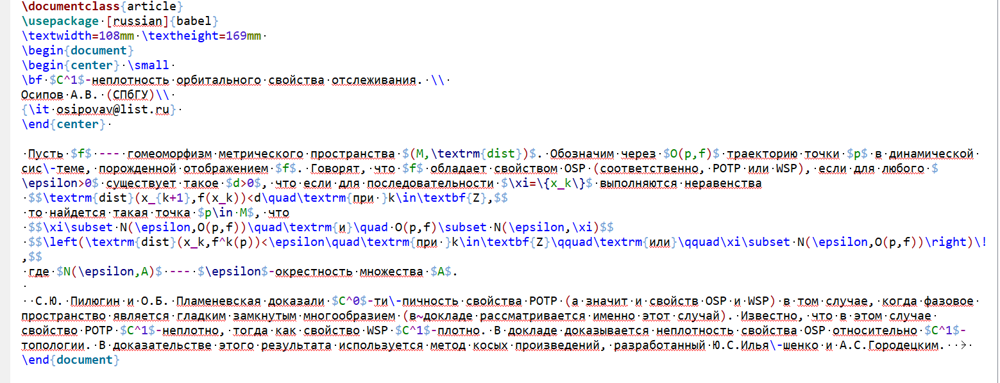 \documentclass{article}
\usepackage [russian]{babel}
\textwidth=108mm \textheight=169mm
\begin{document}
\begin{center} \small
\bf $C^1$-неплотность орбитального свойства отслеживания. \\
Осипов А.В. (СПбГУ)\\
{\it osipovav@list.ru}
\end{center}
Пусть $f$ --- гомеоморфизм метрического пространства $(M,\textrm{dist})$. Обозначим через $O(p,f)$ траекторию точки $p$ в динамической
сис\-теме, порожденной отображением $f$. Говорят, что $f$ обладает свойством OSP (соответственно, POTP или WSP), если для любого $
\epsilon>0$ существует такое $d>0$, что если для последовательности $\xi=\{x_k\}$ выполняются неравенства
$$\textrm{dist}(x_{k+1},f(x_k))<d\quad\textrm{при }k\in\textbf{Z},$$
то найдется такая точка $p\in M$, что
$$\xi\subset N(\epsilon,O(p,f))\quad\textrm{и}\quad O(p,f)\subset N(\epsilon,\xi)$$
$$\left(\textrm{dist}(x_k,f^k(p))<\epsilon\quad\textrm{при }k\in\textbf{Z}\qquad\textrm{или}\qquad\xi\subset N(\epsilon,O(p,f))\right)\!
,$$
где $N(\epsilon,A)$ --- $\epsilon$-окрестность множества $A$.
С.Ю. Пилюгин и О.Б. Пламеневская доказали $C^0$-ти\-пичность свойства POTP (а значит и свойств OSP и WSP) в том случае, когда фазовое
пространство является гладким замкнутым многообразием (в~докладе рассматривается именно этот случай). Известно, что в этом случае
свойство POTP $C^1$-неплотно, тогда как свойство WSP $C^1$-плотно. В докладе доказывается неплотность свойства OSP относительно $C^1$-
топологии. В доказательстве этого результата используется метод косых произведений, разработанный Ю.С.Илья\-шенко и А.С.Городецким.
\end{document}